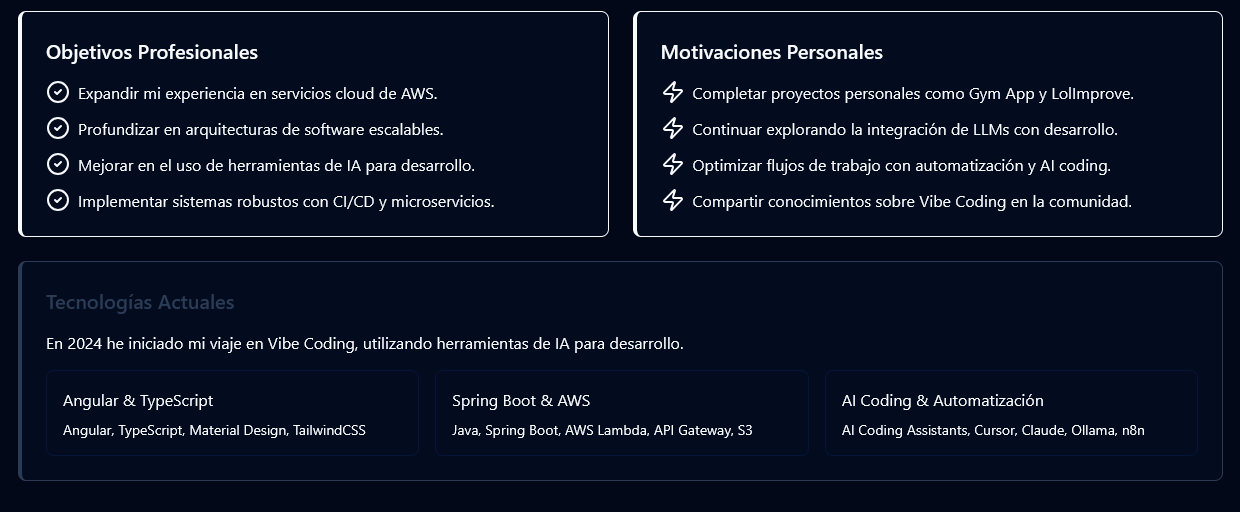 Objetivos Profesionales
Expandir mi experiencia en servicios cloud de AWS.
Profundizar en arquitecturas de software escalables.
Mejorar en el uso de herramientas de IA para desarrollo.
Implementar sistemas robustos con CI/CD y microservicios.
Motivaciones Personales
Completar proyectos personales como Gym App y LolImprove.
Continuar explorando la integración de LLMs con desarrollo.
Optimizar flujos de trabajo con automatización y AI coding.
Compartir conocimientos sobre Vibe Coding en la comunidad.
Tecnologías Actuales
En 2024 he iniciado mi viaje en Vibe Coding, utilizando herramientas de IA para desarrollo.
Angular & TypeScript
Angular, TypeScript, Material Design, TailwindCSS
Spring Boot & AWS
Java, Spring Boot, AWS Lambda, API Gateway, S3
AI Coding & Automatización
AI Coding Assistants, Cursor, Claude, Ollama, n8n